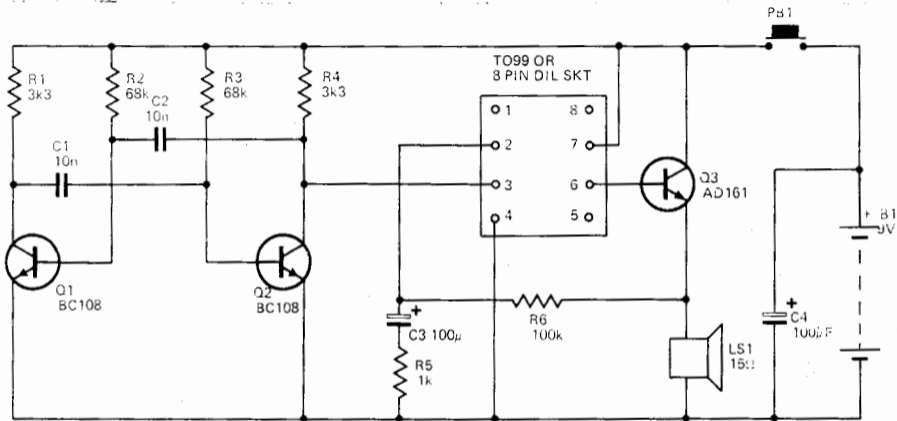 PB1
R1
3k3
R2
68k
R3
68k
R4
3k3
C2
10n
C1
10n
TO99 OR
8 PIN DIL SKT
1
8
2
7
3
6
4
5
Q3
AD161
Q1
BC108
Q2
BC108
+
C3 100µ
R5
1k
R6
100k
LS1
15Ω
+
C4
100µF
+
B1
9V